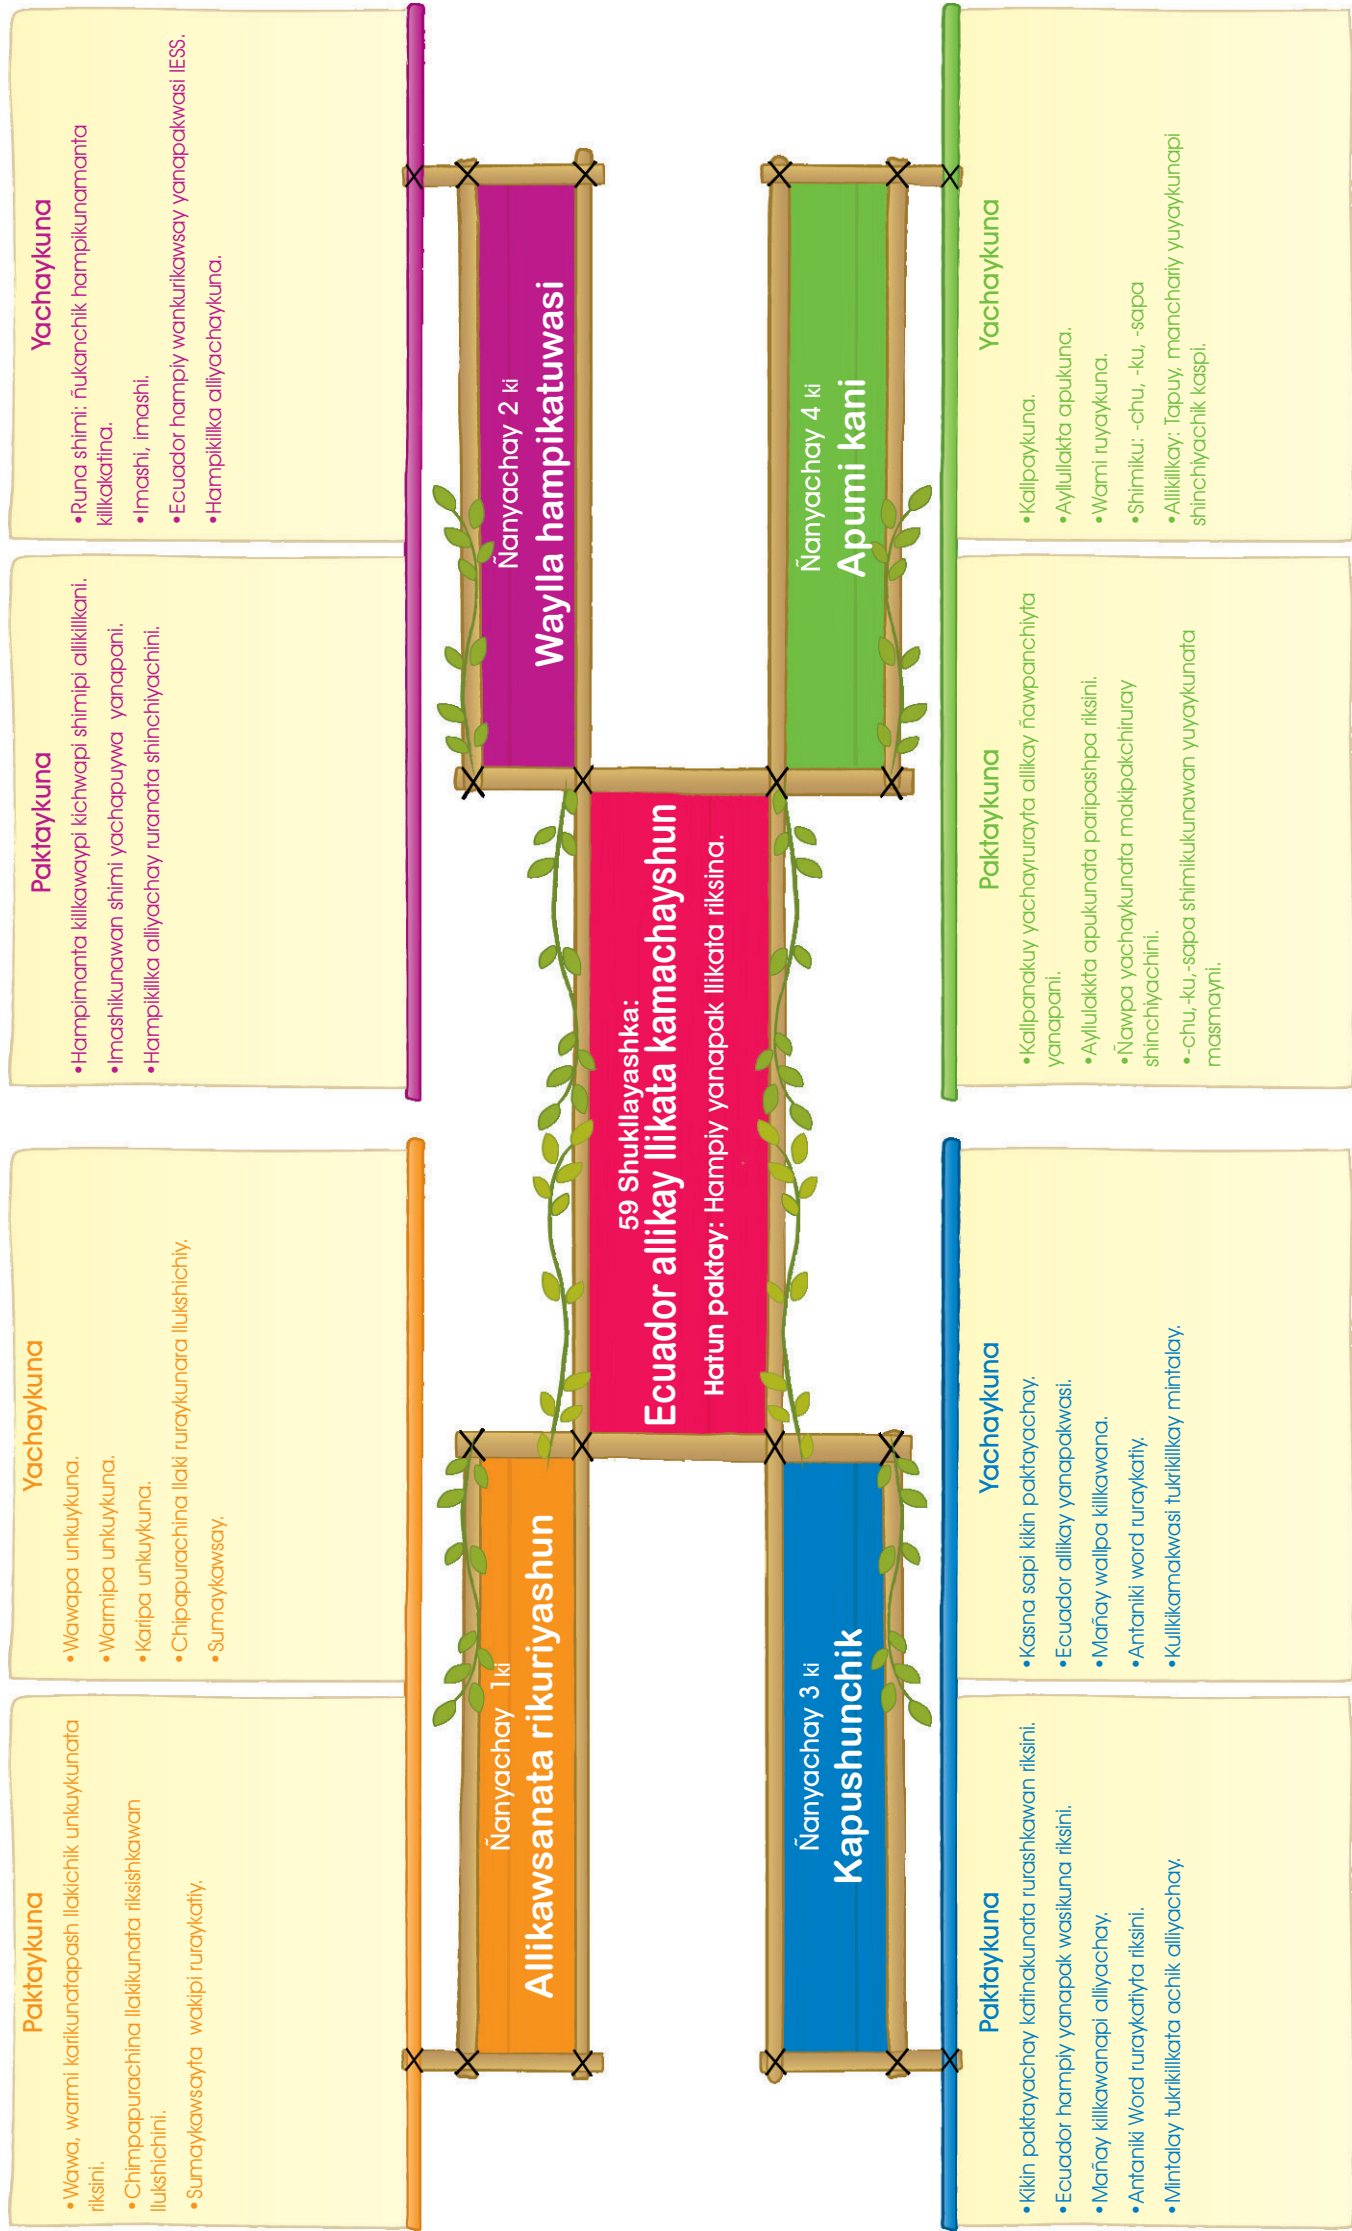 Paktaykuna
•Wawa, warmi karikunatapash llakichik unkuykunata
riksini.
•Chimpapurachina llakikunata riksishkawan
llukshichini.
•Sumaykawsayta wakipi ruraykatiy.
Yachaykuna
•Wawapa unkuykuna.
•Warmipa unkuykuna.
•Karipa unkuykuna.
•Chipapurachina llaki ruraykunara llukshichiy.
•Sumaykawsay.
Paktaykuna
•Hampimanta killkawaypi kichwapi shimipi allikillkani.
•Imashikunawan shimi yachapuywa yanapani.
•Hampikillka alliyachay ruranata shinchiyachini.
Yachaykuna
•Runa shimi: ñukanchik hampikunamanta
killkakatina.
•Imashi, imashi.
•Ecuador hampiy wankurikawsay yanapakwasi IESS.
•Hampikillka alliyachaykuna.
Ñanyachay 1 ki
Allikawsanata rikuriyashun
Ñanyachay 2 ki
Waylla hampikatuwasi
59 Shukllayashka:
Ecuador allikay llikata kamachayshun
Hatun paktay: Hampiy yanapak llikata riksina.
Ñanyachay 3 ki
Kapushunchik
Ñanyachay 4 ki
Apumi kani
Paktaykuna
•Kikin paktayachay katinakunata rurashkawan riksini.
•Ecuador hampiy yanapak wasikuna riksini.
•Mañay killkawanapi alliyachay.
•Antaniki Word ruraykatiyta riksini.
•Mintalay tukrikillkata achik alliyachay.
Yachaykuna
•Kasna sapi kikin paktayachay.
•Ecuador allikay yanapakwasi.
•Mañay wallpa killkawana.
•Antaniki word ruraykatiy.
•Kullkikamakwasi tukrikillkay mintalay.
Paktaykuna
•Kallpanakuy yachayrurayta allikay ñawpanchiyta
yanapani.
•Ayllulakkta apukunata paripashpa riksini.
•Ñawpa yachaykunata makipakchiruray
shinchiyachini.
•-chu,-ku,-sapa shimikukunawan yuyaykunata
masmayni.
Yachaykuna
•Kallpaykuna.
•Ayllullakta apukuna.
•Wami ruyaykuna.
•Shimiku: -chu, -ku, -sapa
•Allikillkay: Tapuy, manchariy yuyaykunapi
shinchiyachik kaspi.